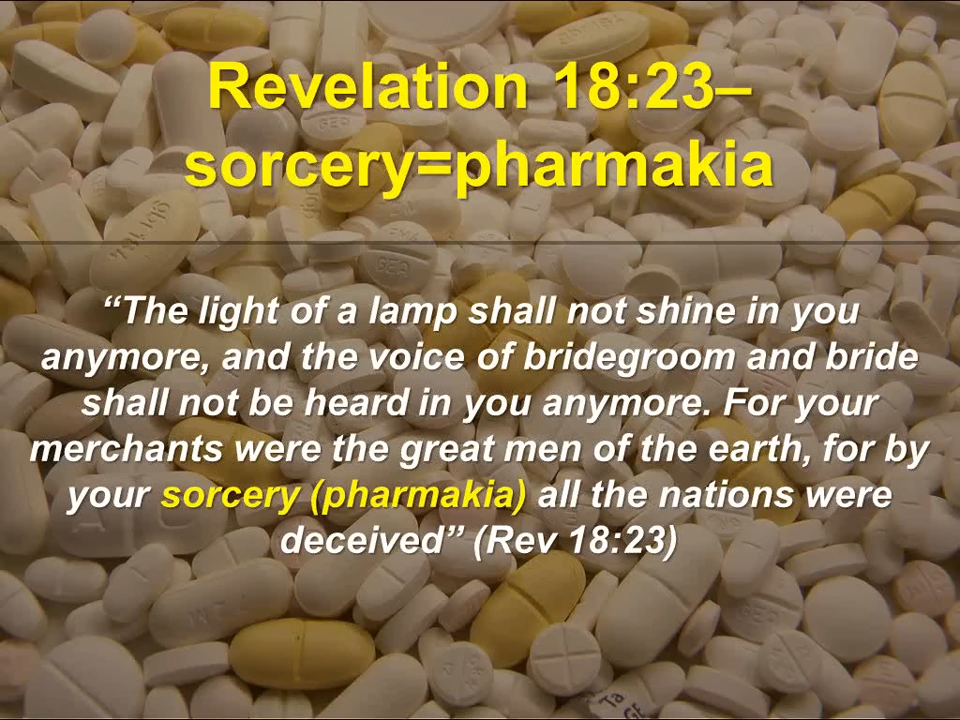 Revelation 18:23–
sorcery=pharmakia
“The light of a lamp shall not shine in you
anymore, and the voice of bridegroom and bride
shall not be heard in you anymore. For your
merchants were the great men of the earth, for by
your sorcery (pharmakia) all the nations were
deceived” (Rev 18:23)